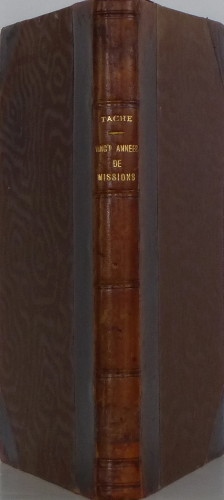 TACHE
VINGT ANNEES
DE
MISSIONS